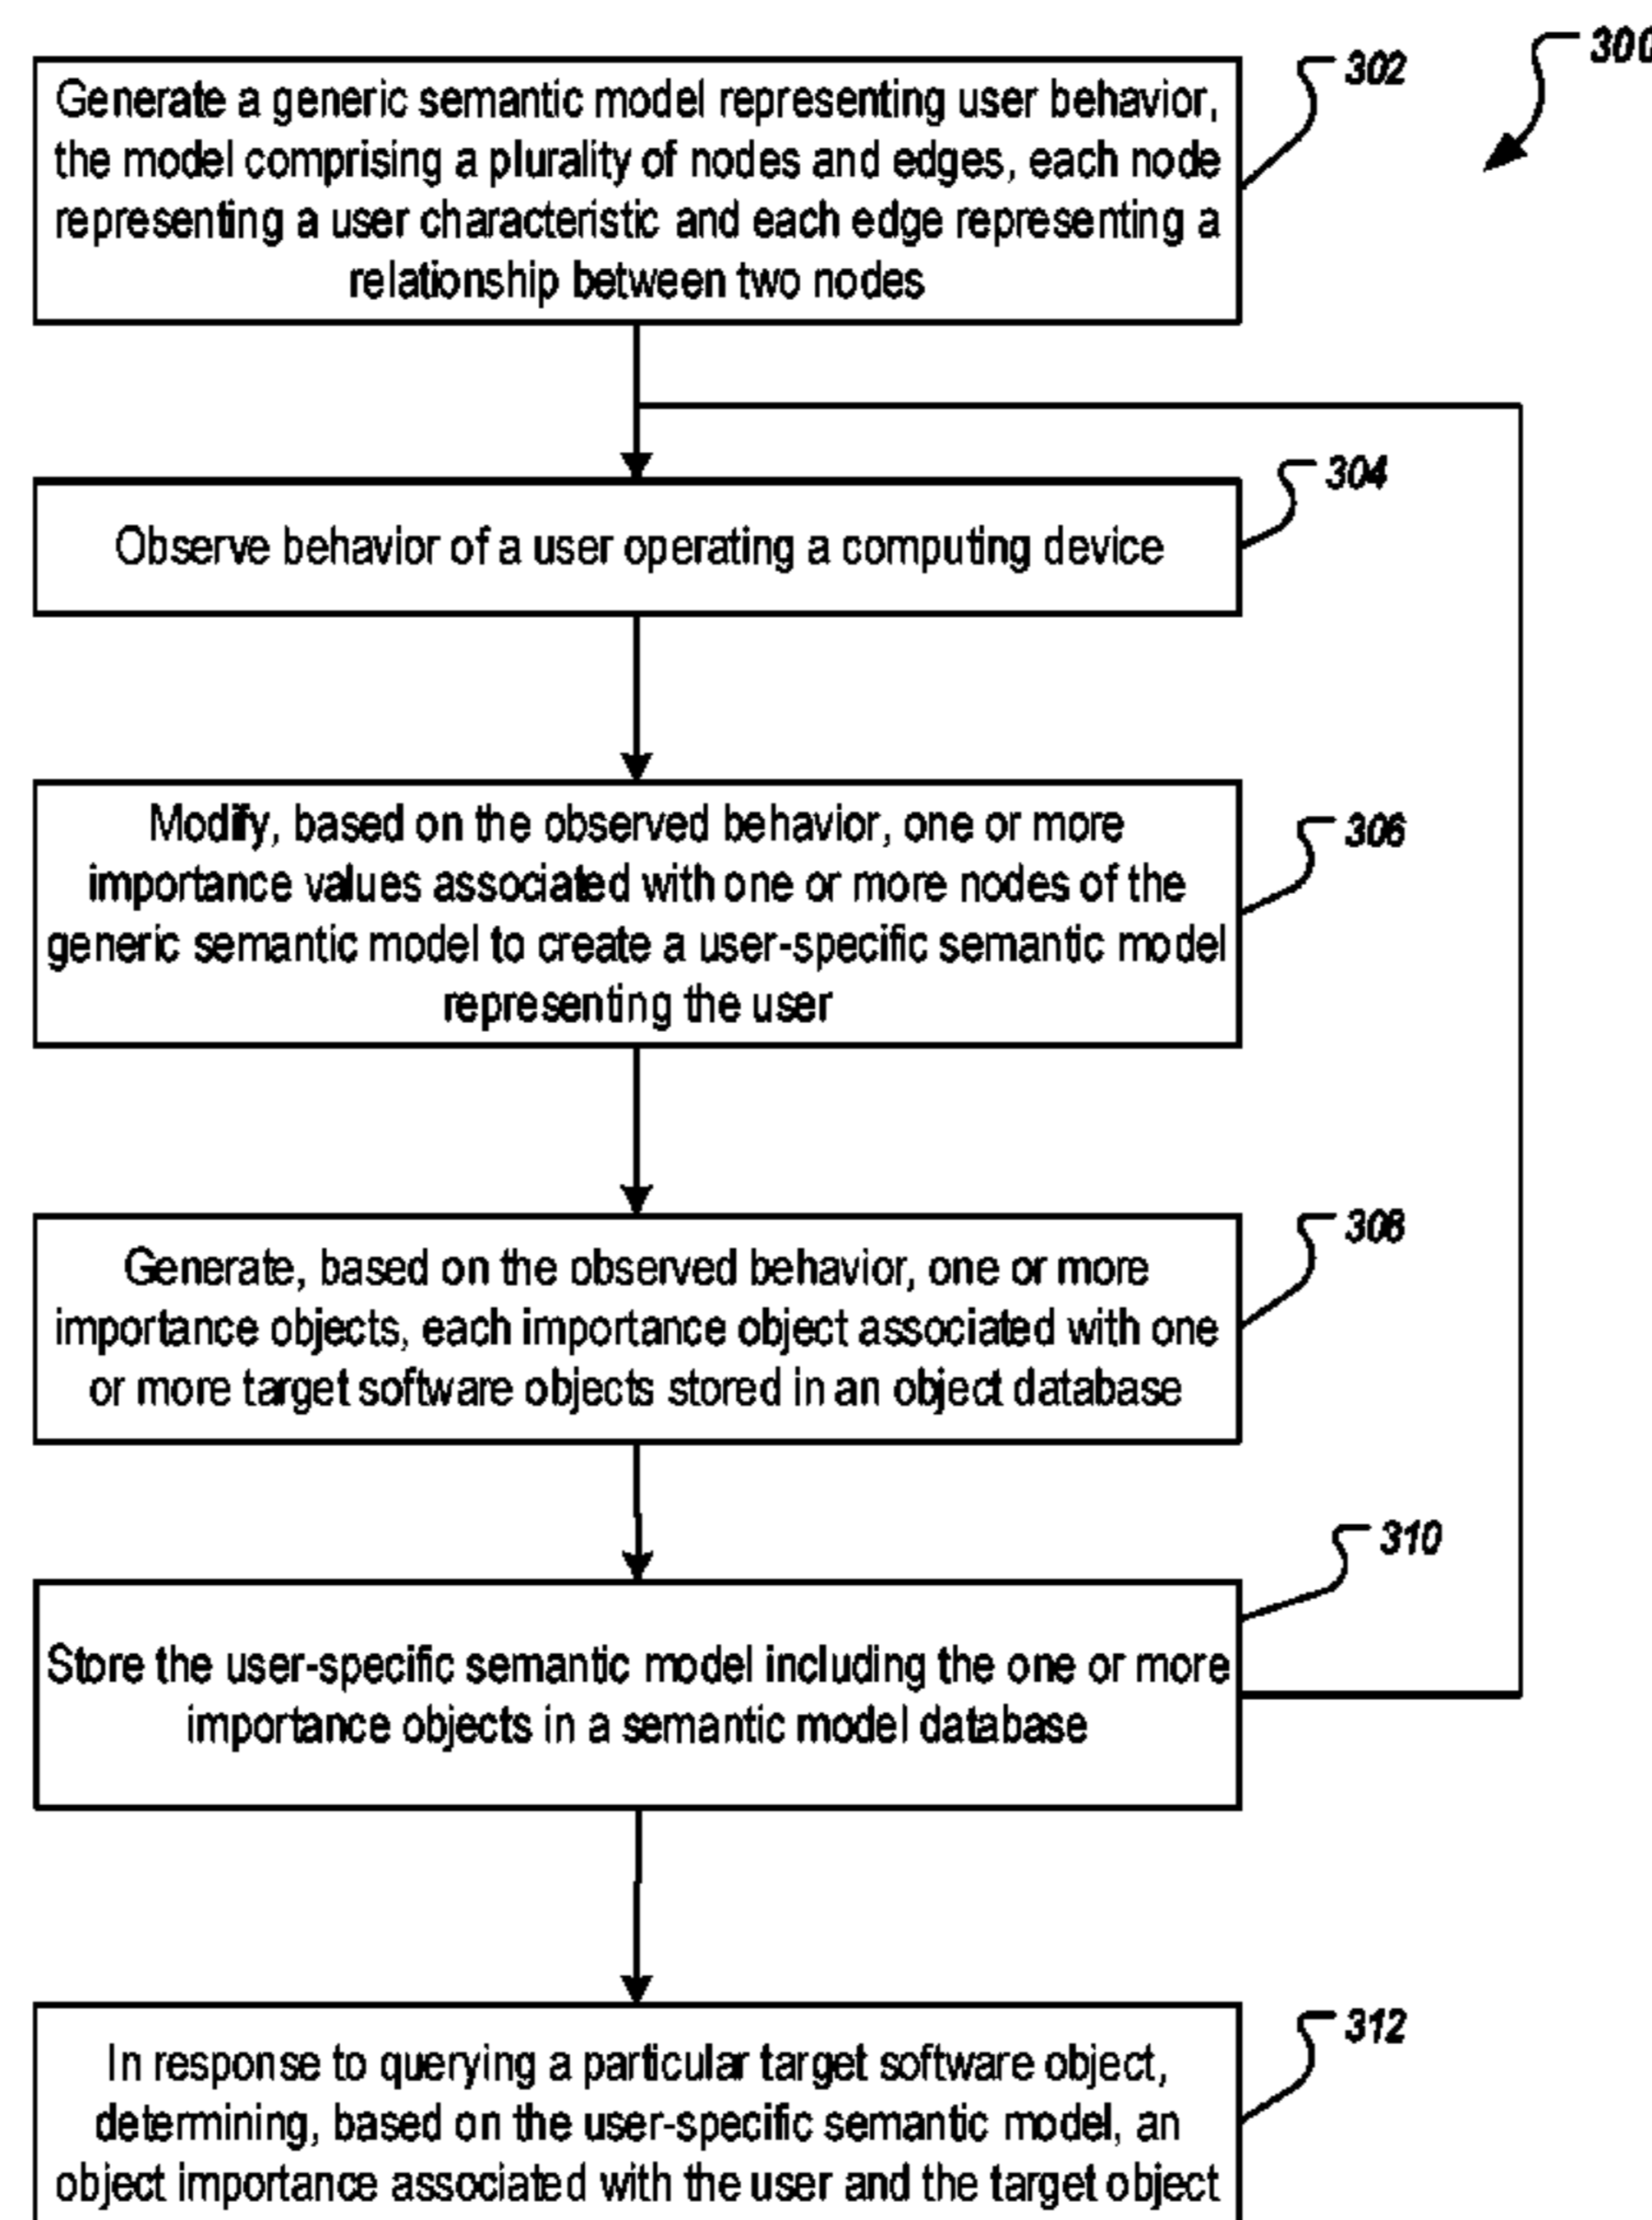 300
302
Generate a generic semantic model representing user behavior,
the model comprising a plurality of nodes and edges, each node
representing a user characteristic and each edge representing a
relationship between two nodes
304
Observe behavior of a user operating a computing device
306
Modify, based on the observed behavior, one or more
importance values associated with one or more nodes of the
generic semantic model to create a user-specific semantic model
representing the user
308
Generate, based on the observed behavior, one or more
importance objects, each importance object associated with one
or more target software objects stored in an object database
310
Store the user-specific semantic model including the one or more
importance objects in a semantic model database
312
In response to querying a particular target software object,
determining, based on the user-specific semantic model, an
object importance associated with the user and the target object